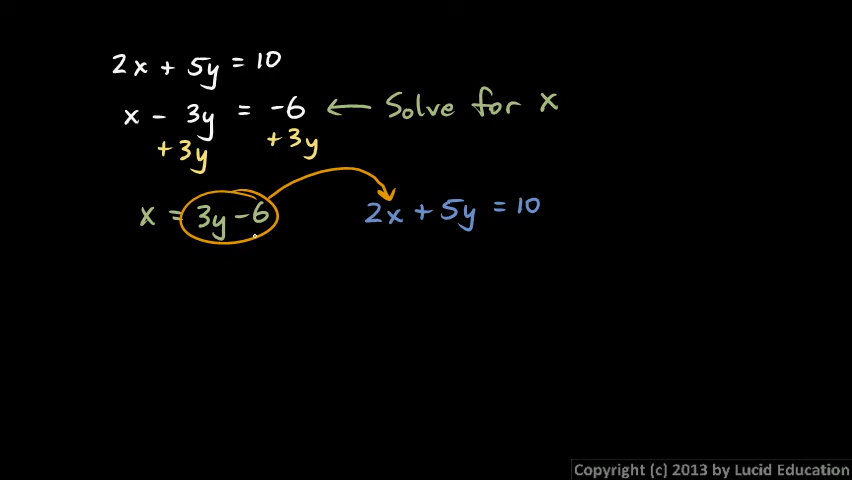 2x + 5y = 10
x - 3y = -6 ← Solve for x
+3y +3y
x = 3y - 6 2x + 5y = 10
Copyright (c) 2013 by Lucid Education